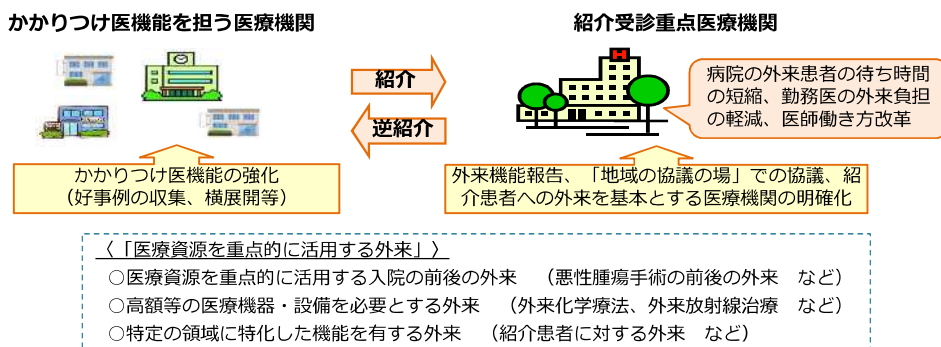 かかりつけ医機能を担う医療機関
紹介受診重点医療機関
紹介
逆紹介
病院の外来患者の待ち時間
の短縮、勤務医の外来負担
の軽減、医師働き方改革
かかりつけ医機能の強化
（好事例の収集、横展開等）
外来機能報告、「地域の協議の場」での協議、紹
介患者への外来を基本とする医療機関の明確化
〈「医療資源を重点的に活用する外来」〉
○医療資源を重点的に活用する入院の前後の外来　（悪性腫瘍手術の前後の外来　など）
○高額等の医療機器・設備を必要とする外来　（外来化学療法、外来放射線治療　など）
○特定の領域に特化した機能を有する外来　（紹介患者に対する外来　など）